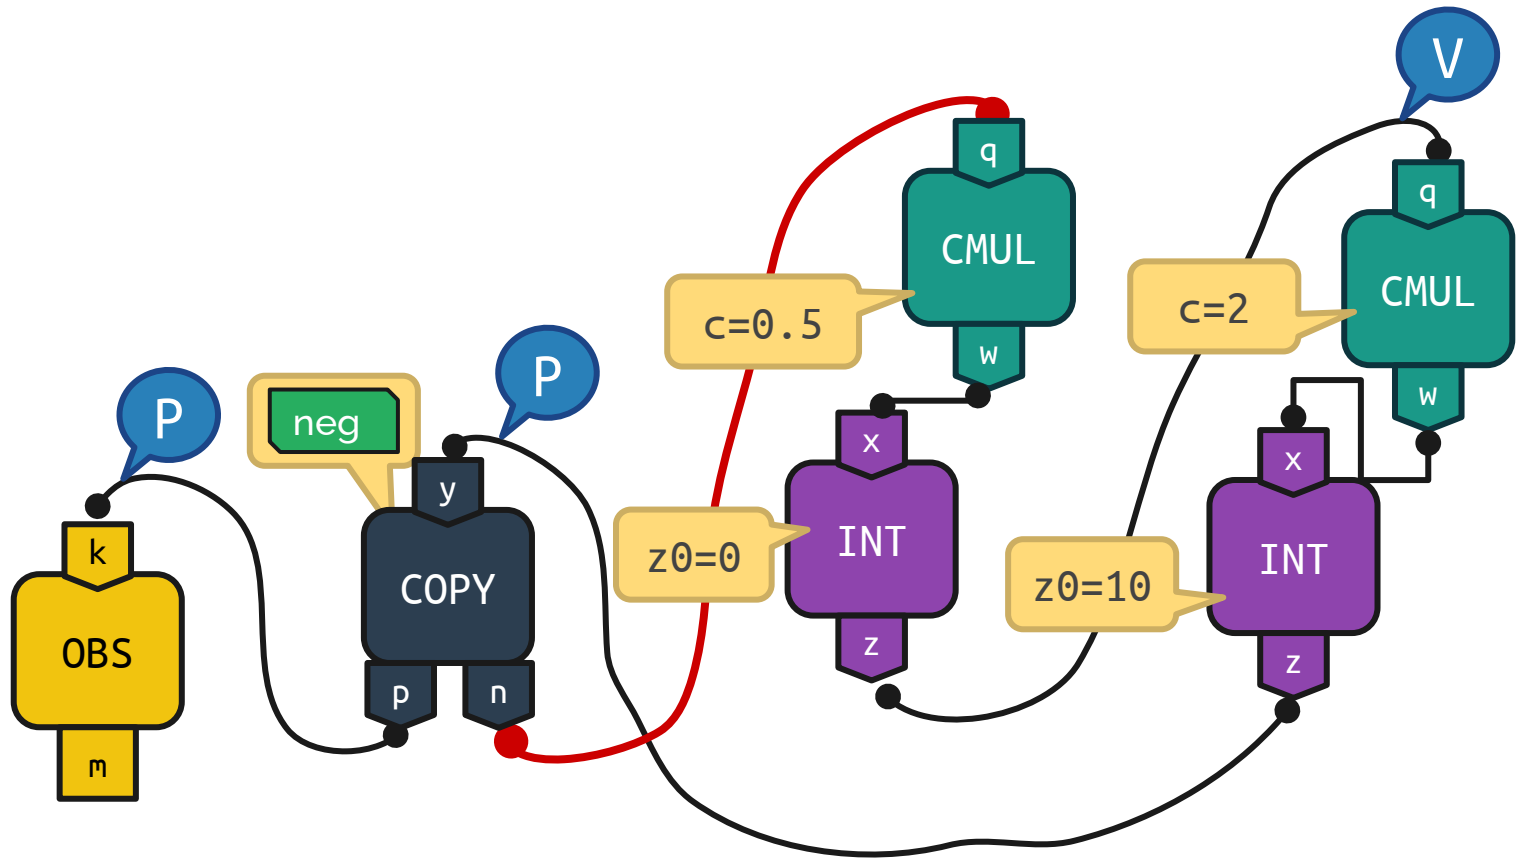 V
q
CMUL
c=0.5
w
q
CMUL
c=2
w
P
neg
P
y
COPY
p
n
k
OBS
m
x
INT
z0=0
z
x
INT
z0=10
z